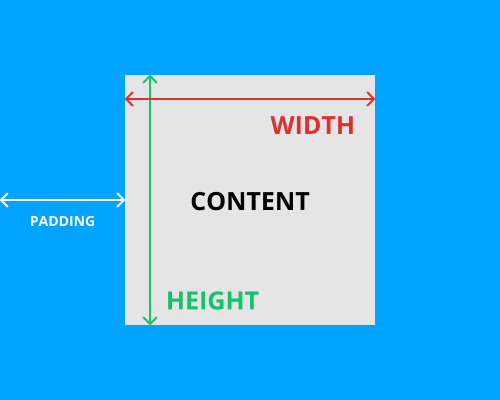 WIDTH
CONTENT
PADDING
HEIGHT